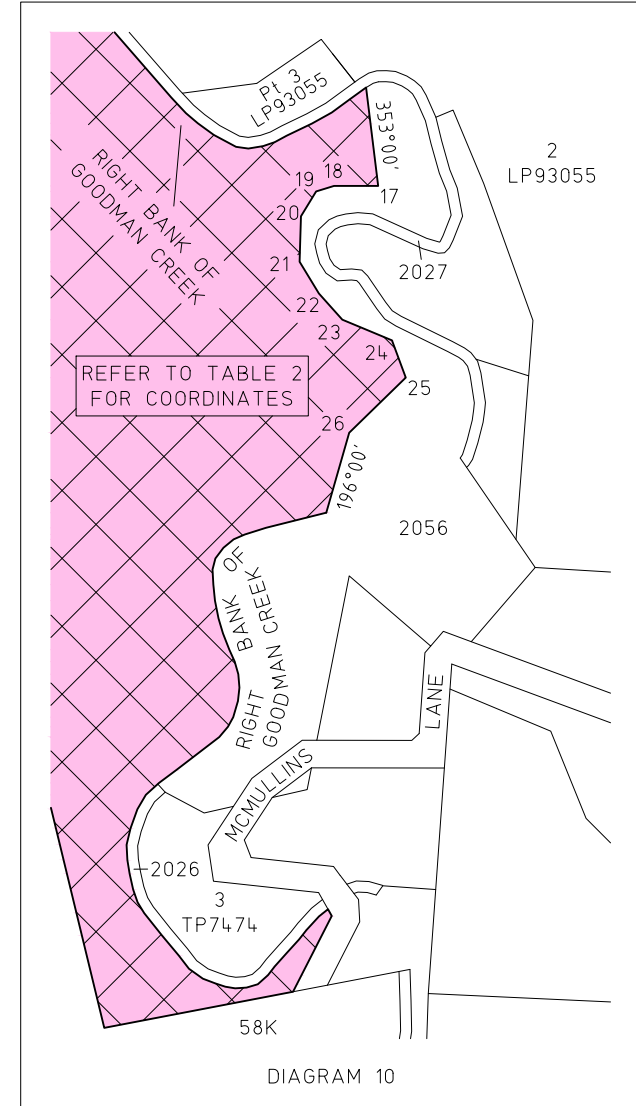 Pt 3
LP93055
353°00'
2
LP93055
RIGHT BANK OF
GOODMAN CREEK
19
18
17
20
21
2027
22
23
24
25
REFER TO TABLE 2
FOR COORDINATES
26
196°00'
2056
RIGHT BANK OF
GOODMAN CREEK
MCMULLINS
LANE
2026
3
TP7474
58K
DIAGRAM 10